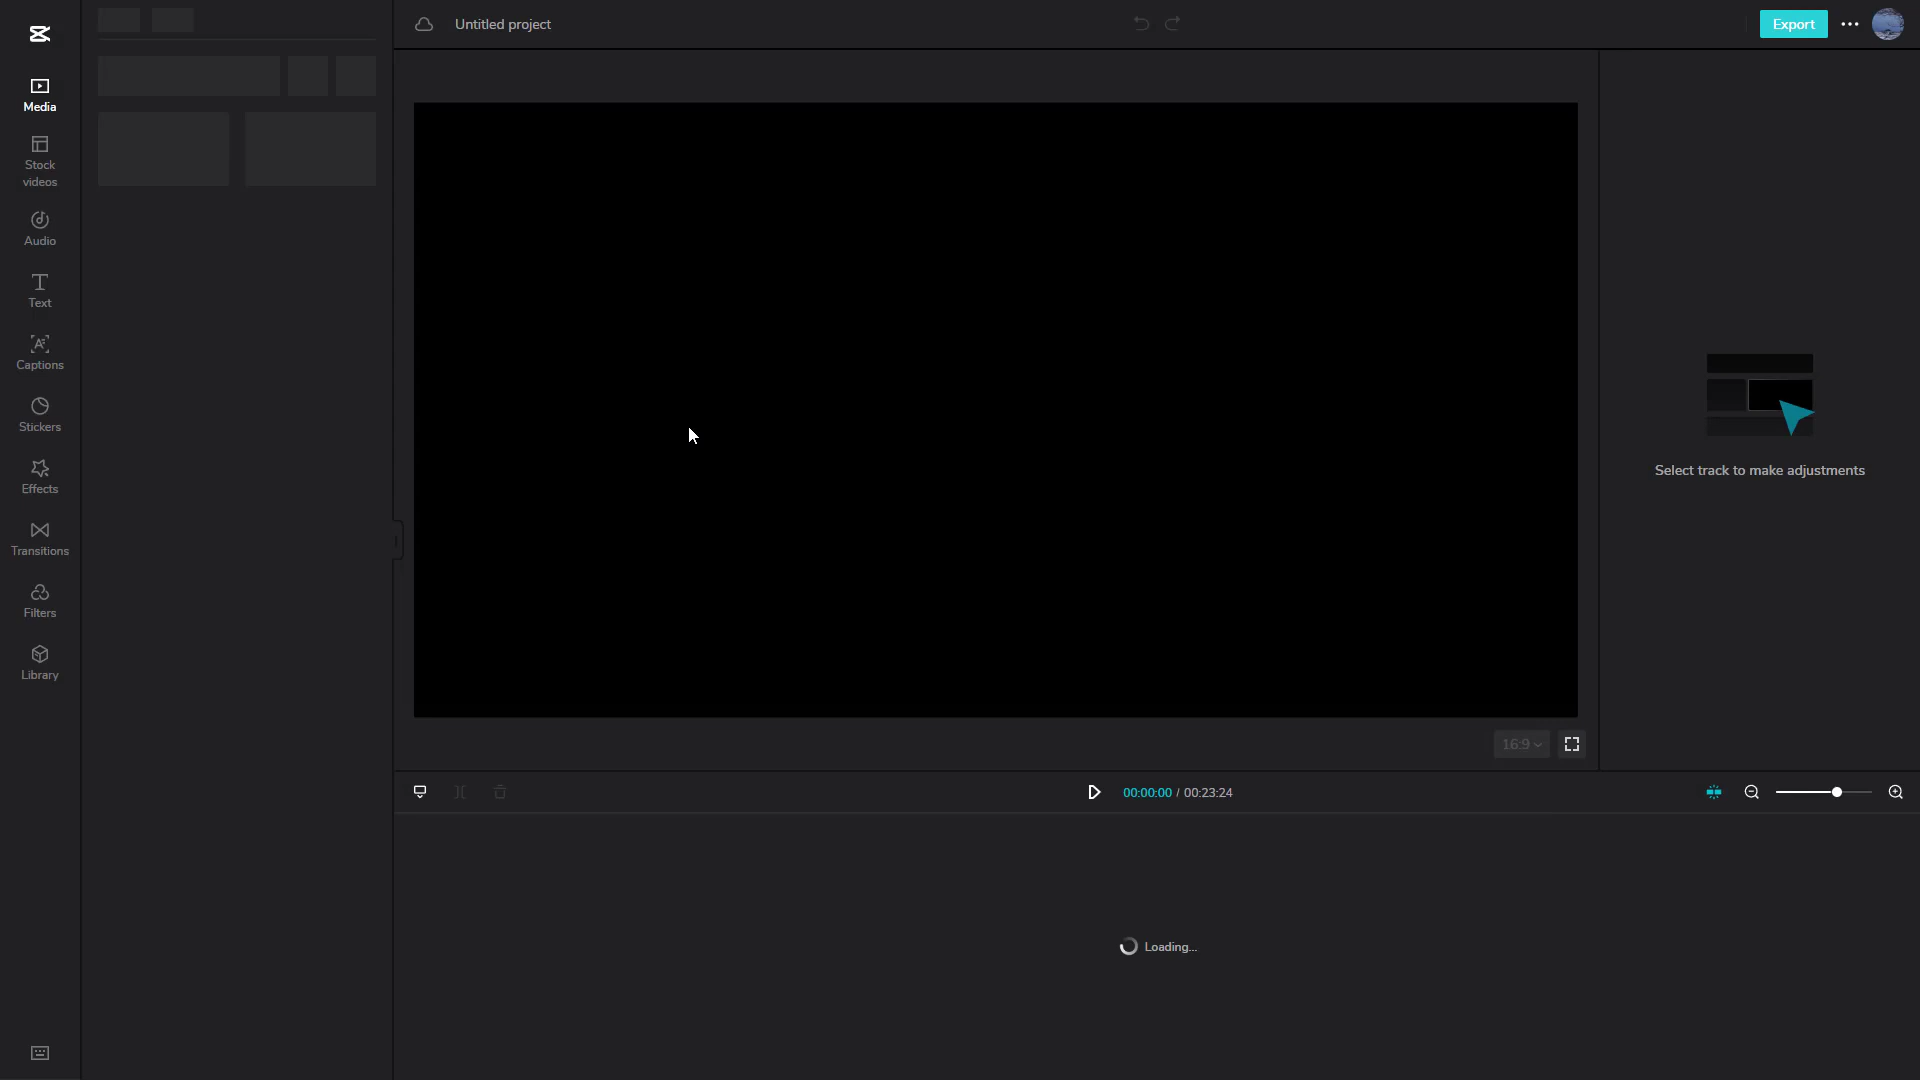 Untitled project
Export
Media
Stock
videos
Audio
Text
Captions
Stickers
Effects
Transitions
Filters
Library
Select track to make adjustments
16:9
00:00:00 / 00:23:24
Loading...